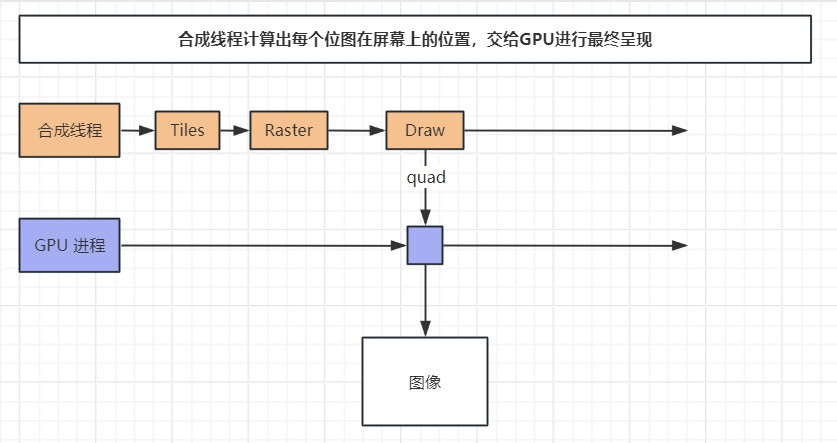 合成线程计算出每个位图在屏幕上的位置，交给GPU进行最终呈现
合成线程
Tiles
Raster
Draw
quad
GPU 进程
图像